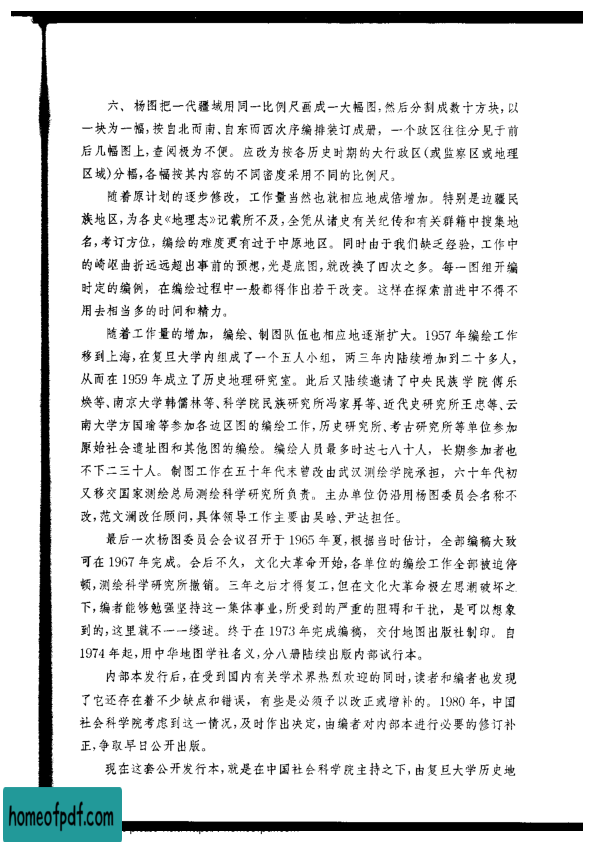 六、杨图把一代疆域用同一比例尺画成一大幅图,然后分割成数十方块,以
一块为一幅,按自北而南、自东而西次序编排装订成册,一个政区往往分见于前
后几幅图上,查阅极为不便。应改为按各历史时期的大行政区(或监察区或地理
区域)分幅,各幅按其内容的不同密度采用不同的比例尺。
随着原计划的逐步修改,工作量当然也就相应地成倍增加。特别是边疆民
族地区,为各史《地理志》记载所不及,全凭从诸史有关纪传和有关群籍中搜集地
名,考订方位,编绘的难度更有过于中原地区。同时由于我们缺乏经验,工作中
的崎岖曲折远远超出事前的预想,光是底图,就改换了四次之多。每一图组开编
时定的编例,在编绘过程中一般都得作出若干改变。这样在探索前进中不得不
用去相当多的时间和精力。
随着工作量的增加,编绘、制图队伍也相应地逐渐扩大。1957年编绘工作
移到上海,在复旦大学内组成了一个五人小组,两三年内陆续增加到二十多人,
从而在1959年成立了历史地理研究室。此后又陆续邀请了中央民族学院傅乐
焕等、南京大学韩儒林等、科学院民族研究所冯家昇等、近代史研究所王忠等、云
南大学方国瑜等参加各边区图的编绘工作,历史研究所、考古研究所等单位参加
原始社会遗址图和其他图的编绘。编绘人员最多时达七八十人,长期参加者也
不下二三十人。制图工作在五十年代末曾改由武汉测绘学院承担,六十年代初
又移交国家测绘总局测绘科学研究所负责。主办单位仍沿用杨图委员会名称不
改,范文澜改任顾问,具体领导工作主要由吴晗、尹达担任。
最后一次杨图委员会会议召开于1965年夏,根据当时估计,全部编稿大致
可在1967年完成。会后不久,文化大革命开始,各单位的编绘工作全部被迫停
顿,测绘科学研究所撤销。三年之后才得复工,但在文化大革命极左思潮破坏之
下,编者能够勉强坚持这一集体事业,所受到的严重的阻碍和干扰,是可以想象
到的,这里就不一一缕述。终于在1973年完成编稿,交付地图出版社制印。自
1974年起,用中华地图学社名义,分八册陆续出版内部试行本。
内部本发行后,在受到国内有关学术界热烈欢迎的同时,读者和编者也发现
了它还存在着不少缺点和错误,有些是必须予以改正或增补的。1980年,中国
社会科学院考虑到这一情况,及时作出决定,由编者对内部本进行必要的修订补
正,争取早日公开出版。
现在这套公开发行本,就是在中国社会科学院主持之下,由复旦大学历史地
homeofpdf.com